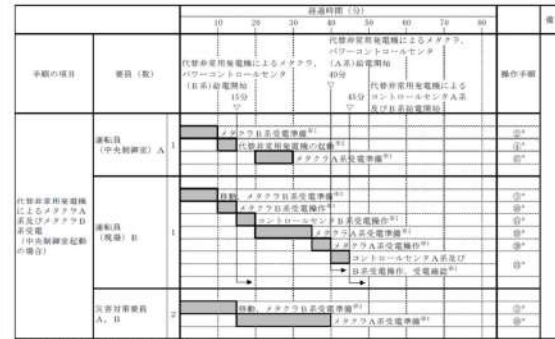 経過時間（分）
10 20 30 40 50 60 70 80
手順の項目
要員（数）
操作手順
代替非常用発電機によるメタクラ，
パワーコントロールセンタ
（B系）給電開始
15分
▽
代替非常用発電機によるメタクラ，
パワーコントロールセンタ
（A系）給電開始
40分
▽
代替非常用発電機による
コントロールセンタA系
及びB系給電開始
45分
▽
代替非常用発電機
によるメタクラA
系及びメタクラB
系受電
（中央制御室起動
の場合）
運転員
（中央制御室）A
1
メタクラB系受電準備
代替非常用発電機の起動
メタクラA系受電準備
運転員
（現場）B
1
移動，メタクラB系受電準備
メタクラB系受電操作
コントロールセンタB系受電操作
メタクラA系受電準備
メタクラA系受電操作
コントロールセンタA系及び
B系受電操作，受電確認
災害対策要員
A，B
2
移動，メタクラB系受電準備
メタクラA系受電準備